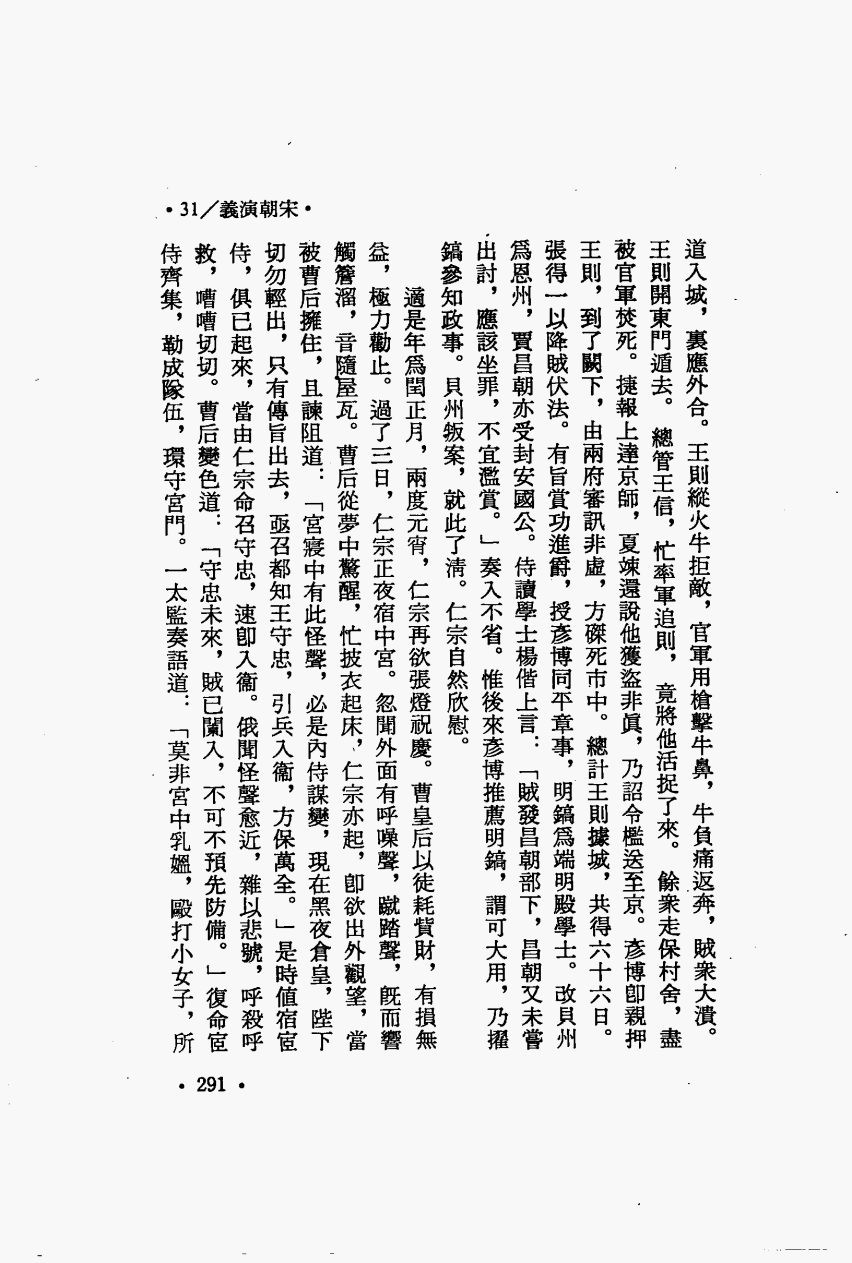 •31／義演朝宋•
道入城，裏應外合。王則縱火牛拒敵，官軍用槍擊牛鼻，牛負痛返奔，賊衆大潰。
王則開東門遁去。總管王信，忙率軍追則，竟將他活捉了來。餘衆走保村舍，盡
被官軍焚死。捷報上達京師，夏竦還說他獲盜非眞，乃詔令檻送至京。彥博卽親押
王則，到了闕下，由兩府審訊非虛，方磔死市中。總計王則據城，共得六十六日。
張得一以降賊伏法。有旨賞功進爵，授彥博同平章事，明鎬爲端明殿學士。改貝州
爲恩州，賈昌朝亦受封安國公。侍讀學士楊偕上言：「賊發昌朝部下，昌朝又未嘗
出討，應該坐罪，不宜濫賞。」奏入不省。惟後來彥博推薦明鎬，謂可大用，乃擢
鎬參知政事。貝州叛案，就此了清。仁宗自然欣慰。
適是年爲閏正月，兩度元宵，仁宗再欲張燈祝慶。曹皇后以徒耗貲財，有損無
益，極力勸止。過了三日，仁宗正夜宿中宮。忽聞外面有呼噪聲，蹴踏聲，旣而響
觸簷溜，音隨屋瓦。曹后從夢中驚醒，忙披衣起床，仁宗亦起，卽欲出外觀望，當
被曹后擁住，且諫阻道：「宮寢中有此怪聲，必是內侍謀變，現在黑夜倉皇，陛下
切勿輕出，只有傳旨出去，亟召都知王守忠，引兵入衞，方保萬全。」是時値宿宦
侍，俱已起來，當由仁宗命召守忠，速卽入衞。俄聞怪聲愈近，雜以悲號，呼殺呼
救，嘈嘈切切。曹后變色道：「守忠未來，賊已闖入，不可不預先防備。」復命宦
侍齊集，勒成隊伍，環守宮門。一太監奏語道：「莫非宮中乳媼，毆打小女子，所
•291•